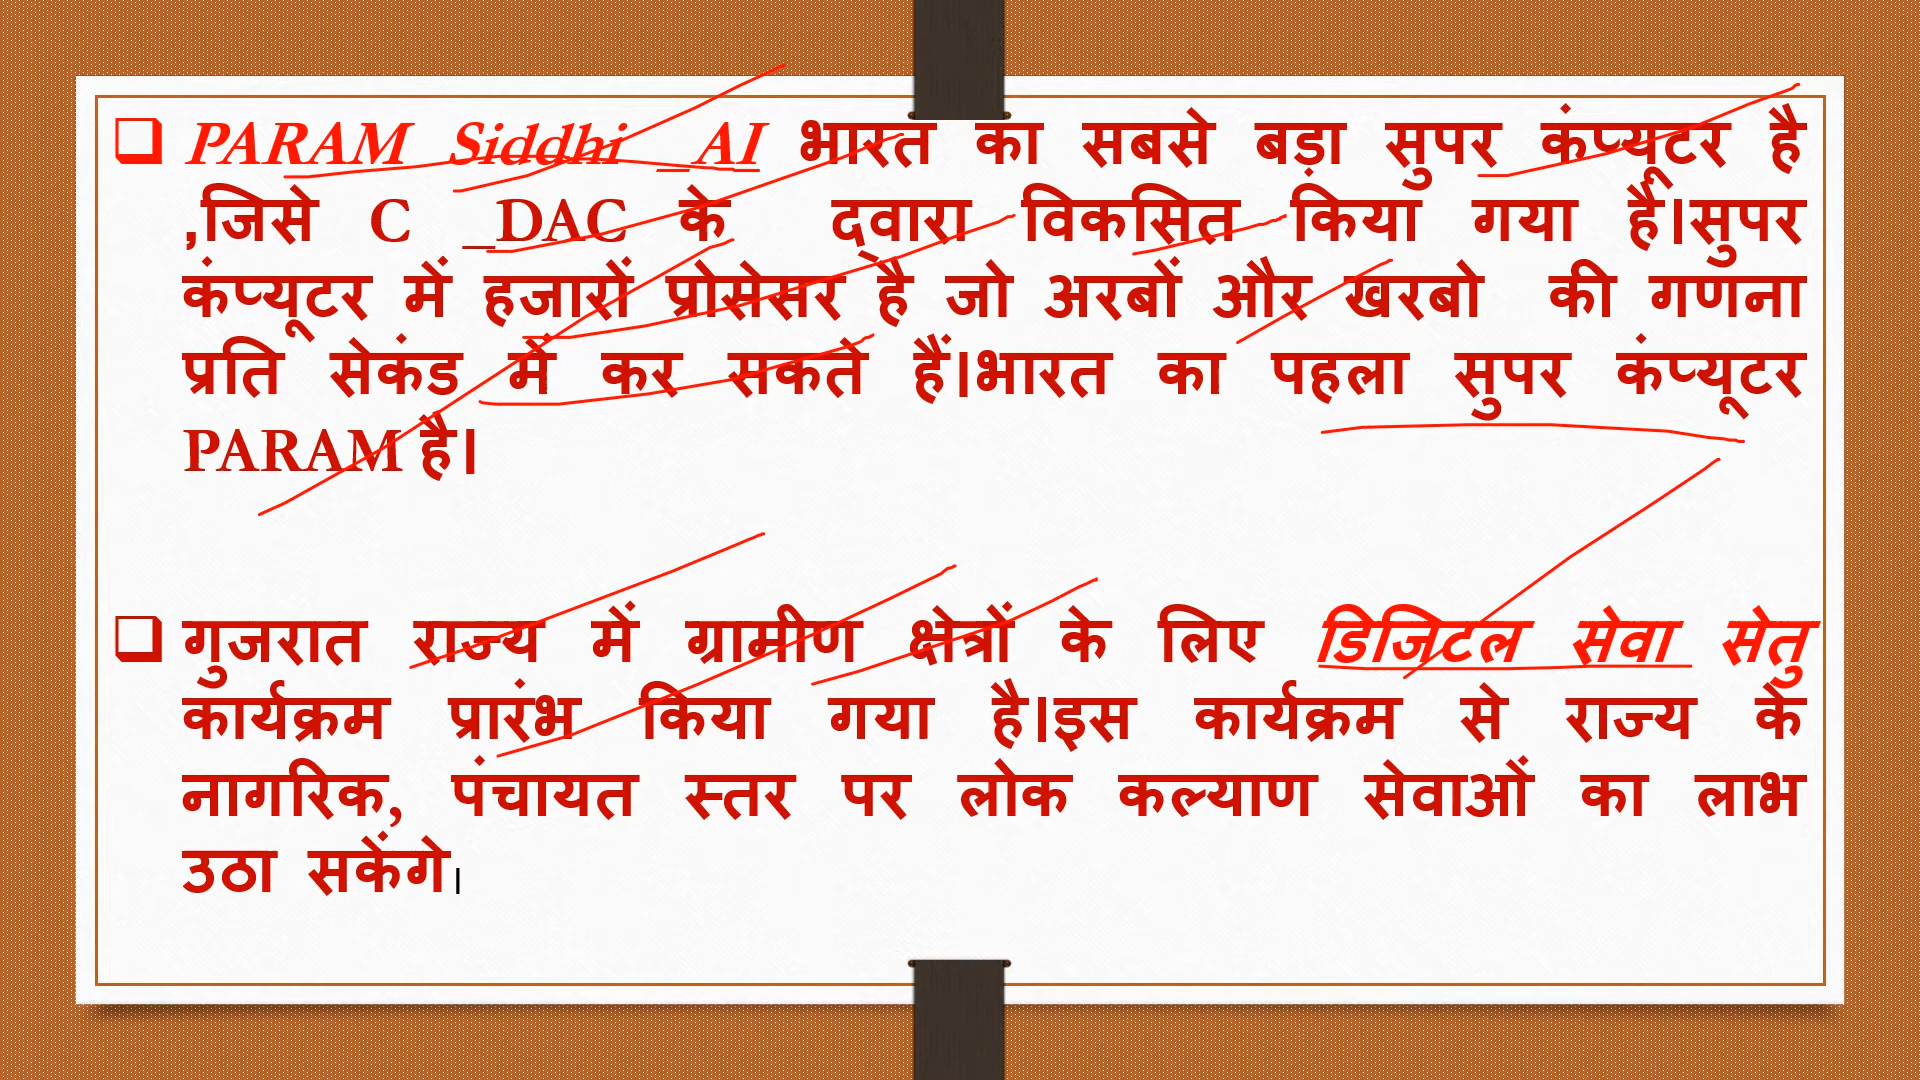 PARAM Siddhi _AI भारत का सबसे बड़ा सुपर कंप्यूटर है
,जिसे C _DAC के द्वारा विकसित किया गया है।सुपर
कंप्यूटर में हजारों प्रोसेसर है जो अरबों और खरबो की गणना
प्रति सेकंड में कर सकते हैं।भारत का पहला सुपर कंप्यूटर
PARAM है।
गुजरात राज्य में ग्रामीण क्षेत्रों के लिए डिजिटल सेवा सेतु
कार्यक्रम प्रारंभ किया गया है।इस कार्यक्रम से राज्य के
नागरिक, पंचायत स्तर पर लोक कल्याण सेवाओं का लाभ
उठा सकेंगे।